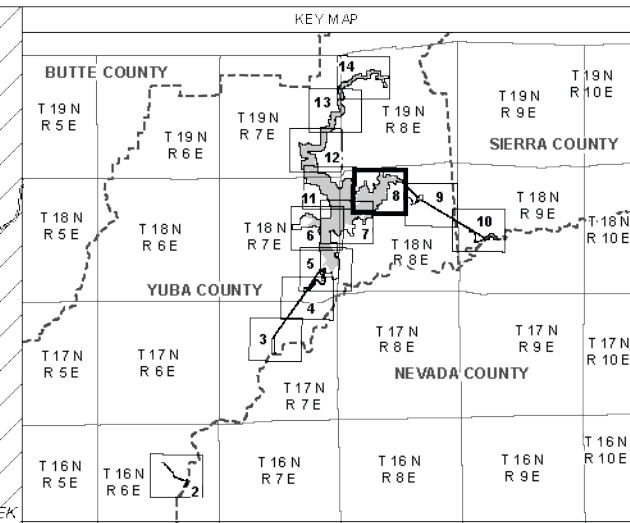 KEY MAP
BUTTE COUNTY
14
T 19 N
R 10 E
T 19 N
R 5 E
T 19 N
R 6 E
T 19 N
R 7 E
13
T 19 N
R 8 E
T 19 N
R 9 E
SIERRA COUNTY
12
T 18 N
R 5 E
T 18 N
R 6 E
T 18 N
R 7 E
11
8
9
10
T 18 N
R 9 E
T 18 N
R 10 E
6
7
T 18 N
R 8 E
5
YUBA COUNTY
4
3
T 17 N
R 5 E
T 17 N
R 6 E
T 17 N
R 7 E
T 17 N
R 8 E
T 17 N
R 9 E
T 17 N
R 10 E
NEVADA COUNTY
T 16 N
R 5 E
T 16 N
R 6 E
2
T 16 N
R 7 E
T 16 N
R 8 E
T 16 N
R 9 E
T 16 N
R 10 E
EK